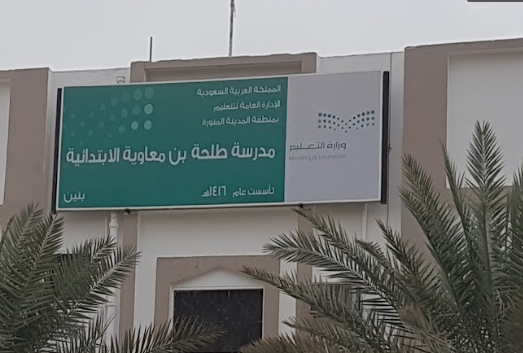 المملكة العربية السعودية
الإدارة العامة للتعليم
بمنطقة المدينة المنورة
مدرسة طلحة بن معاوية الابتدائية
تأسست عام ١٤١٦هـ
بنين
وزارة التعليم
Ministry of Education